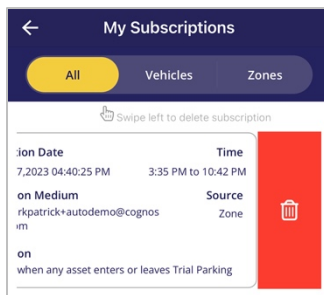 My Subscriptions
All Vehicles Zones
Swipe left to delete subscription
tion Date Time
7,2023 04:40:25 PM 3:35 PM to 10:42 PM
on Medium Source
rkpatrick+autodemo@cognos Zone
om
on
when any asset enters or leaves Trial Parking